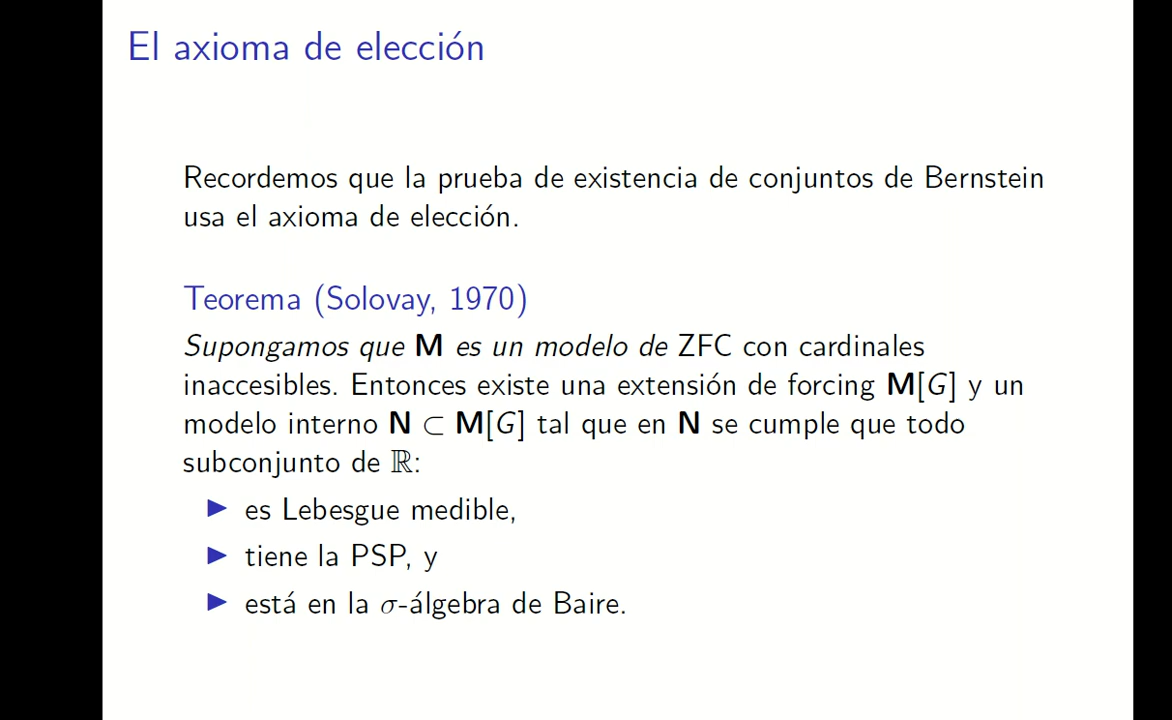 El axioma de elección
Recordemos que la prueba de existencia de conjuntos de Bernstein
usa el axioma de elección.
Teorema (Solovay, 1970)
Supongamos que M es un modelo de ZFC con cardinales
inaccesibles. Entonces existe una extensión de forcing M[G] y un
modelo interno N ⊂ M[G] tal que en N se cumple que todo
subconjunto de ℝ:
▶ es Lebesgue medible,
▶ tiene la PSP, y
▶ está en la σ-álgebra de Baire.